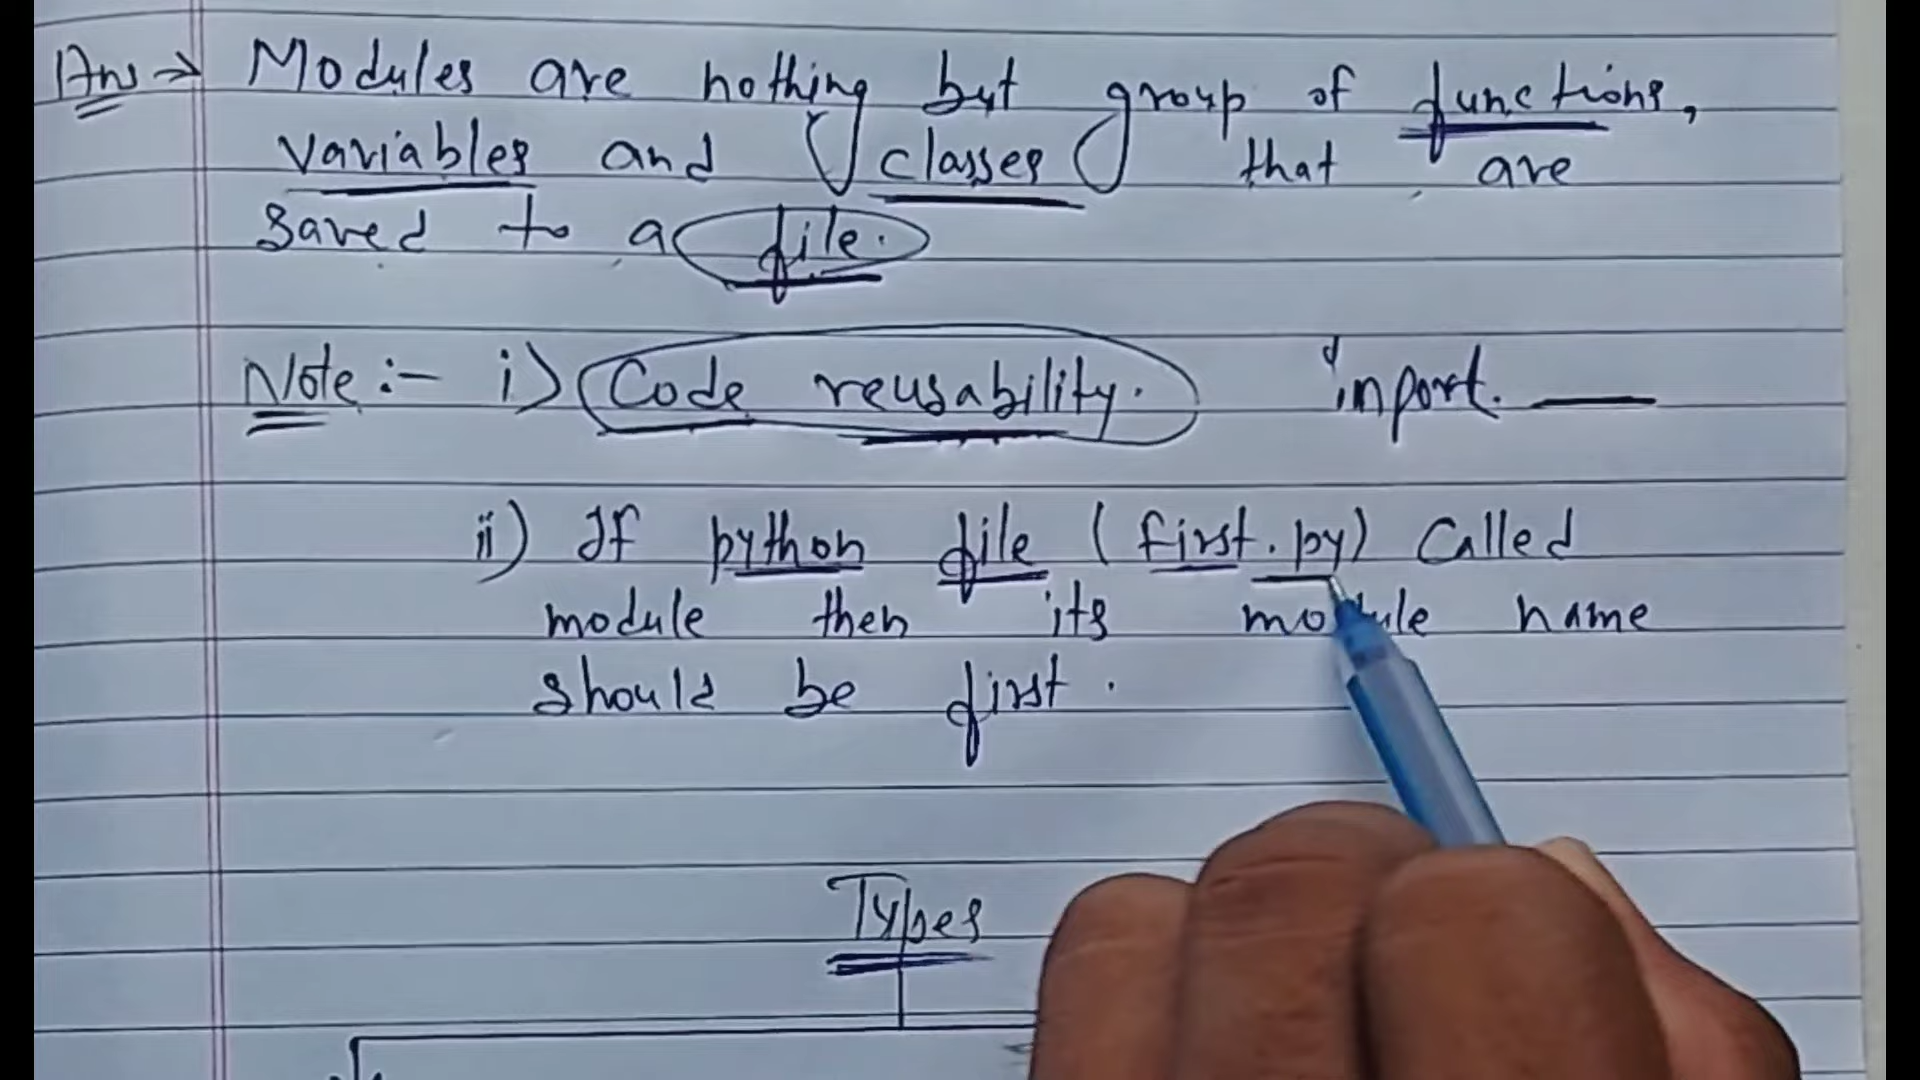 Ans → Modules are nothing but group of functions,
variables and classes that are
saved to a file.
Note :- i) Code reusability. inport. —
ii) If python file (first.py) called
module then its module name
should be first.
Types